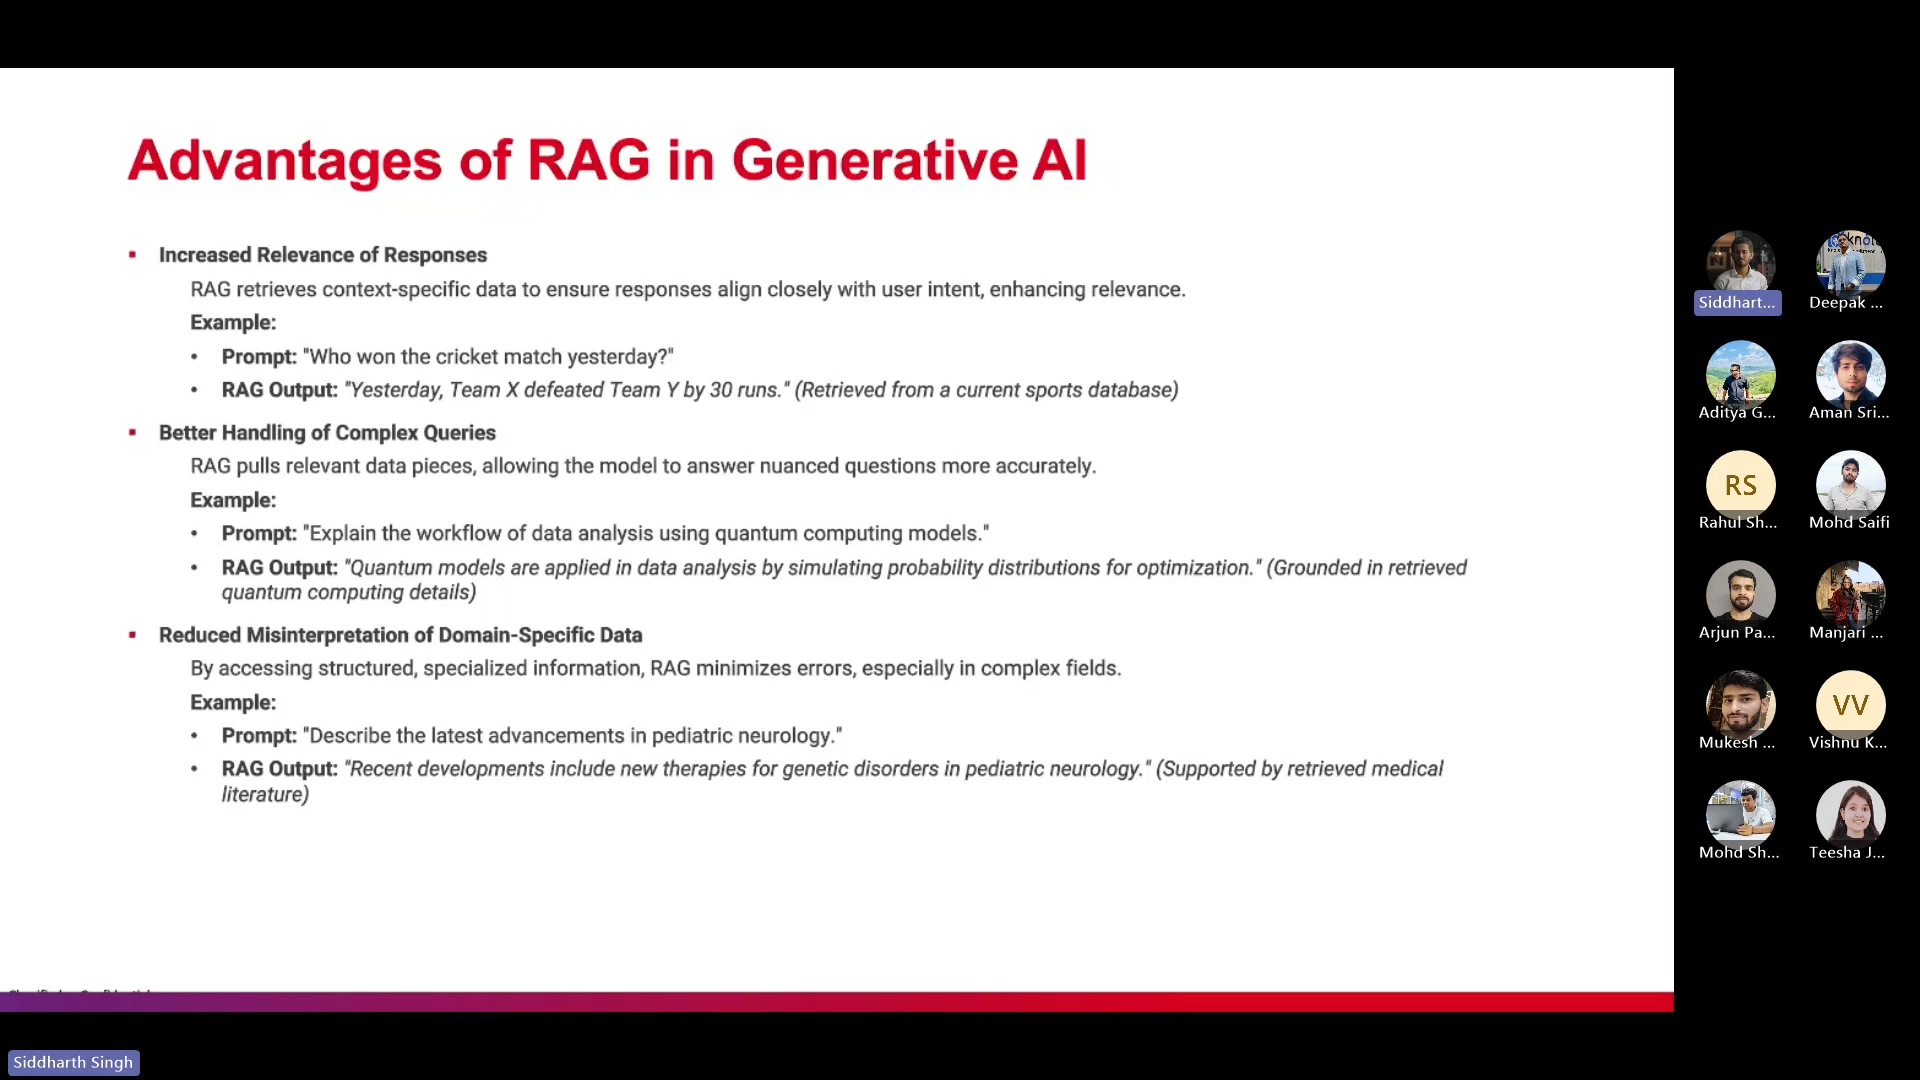 Advantages of RAG in Generative AI
▪ Increased Relevance of Responses
RAG retrieves context-specific data to ensure responses align closely with user intent, enhancing relevance.
Example:
• Prompt: "Who won the cricket match yesterday?"
• RAG Output: "Yesterday, Team X defeated Team Y by 30 runs." (Retrieved from a current sports database)
▪ Better Handling of Complex Queries
RAG pulls relevant data pieces, allowing the model to answer nuanced questions more accurately.
Example:
• Prompt: "Explain the workflow of data analysis using quantum computing models."
• RAG Output: "Quantum models are applied in data analysis by simulating probability distributions for optimization." (Grounded in retrieved
quantum computing details)
▪ Reduced Misinterpretation of Domain-Specific Data
By accessing structured, specialized information, RAG minimizes errors, especially in complex fields.
Example:
• Prompt: "Describe the latest advancements in pediatric neurology."
• RAG Output: "Recent developments include new therapies for genetic disorders in pediatric neurology." (Supported by retrieved medical
literature)
Siddhart... Deepak ...
Aditya G... Aman Sri...
RS
Rahul Sh... Mohd Saifi
Arjun Pa... Manjari ...
VV
Mukesh ... Vishnu K...
Mohd Sh... Teesha J...
Siddharth Singh